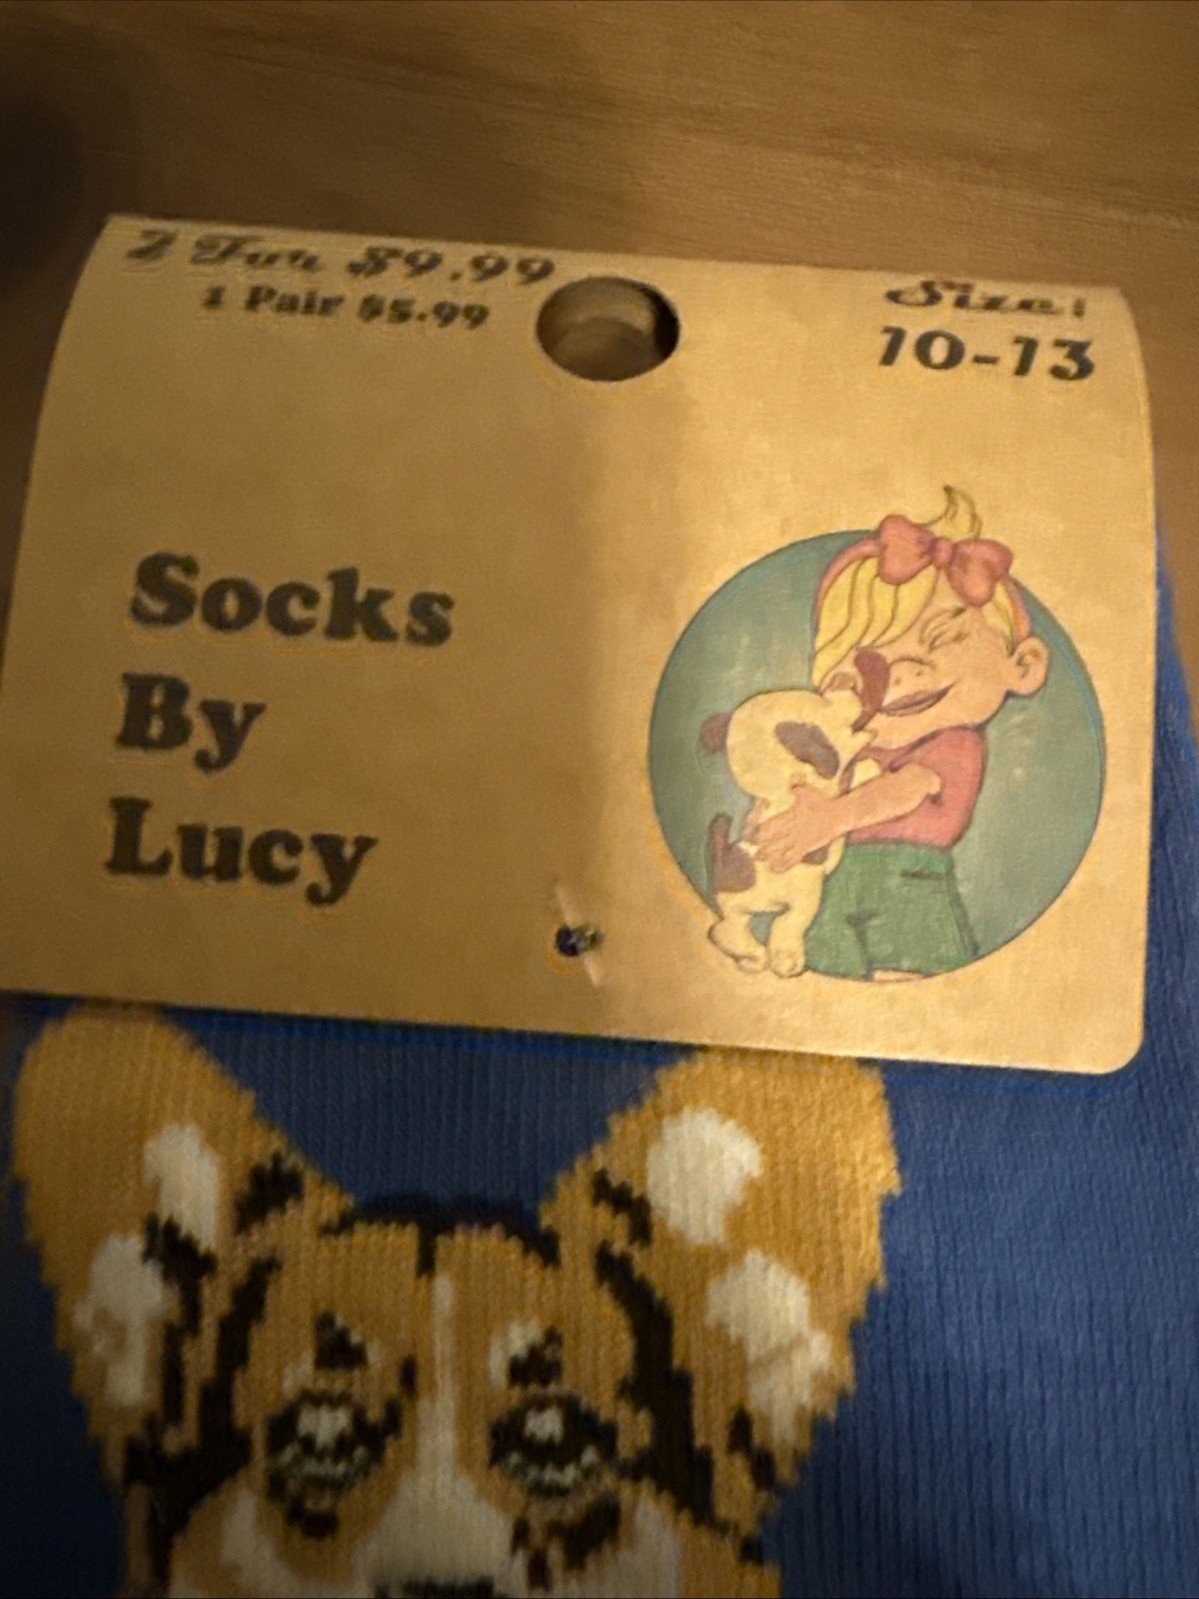 2 For $9.99
1 Pair $5.99
Size:
10-13
Socks
By
Lucy